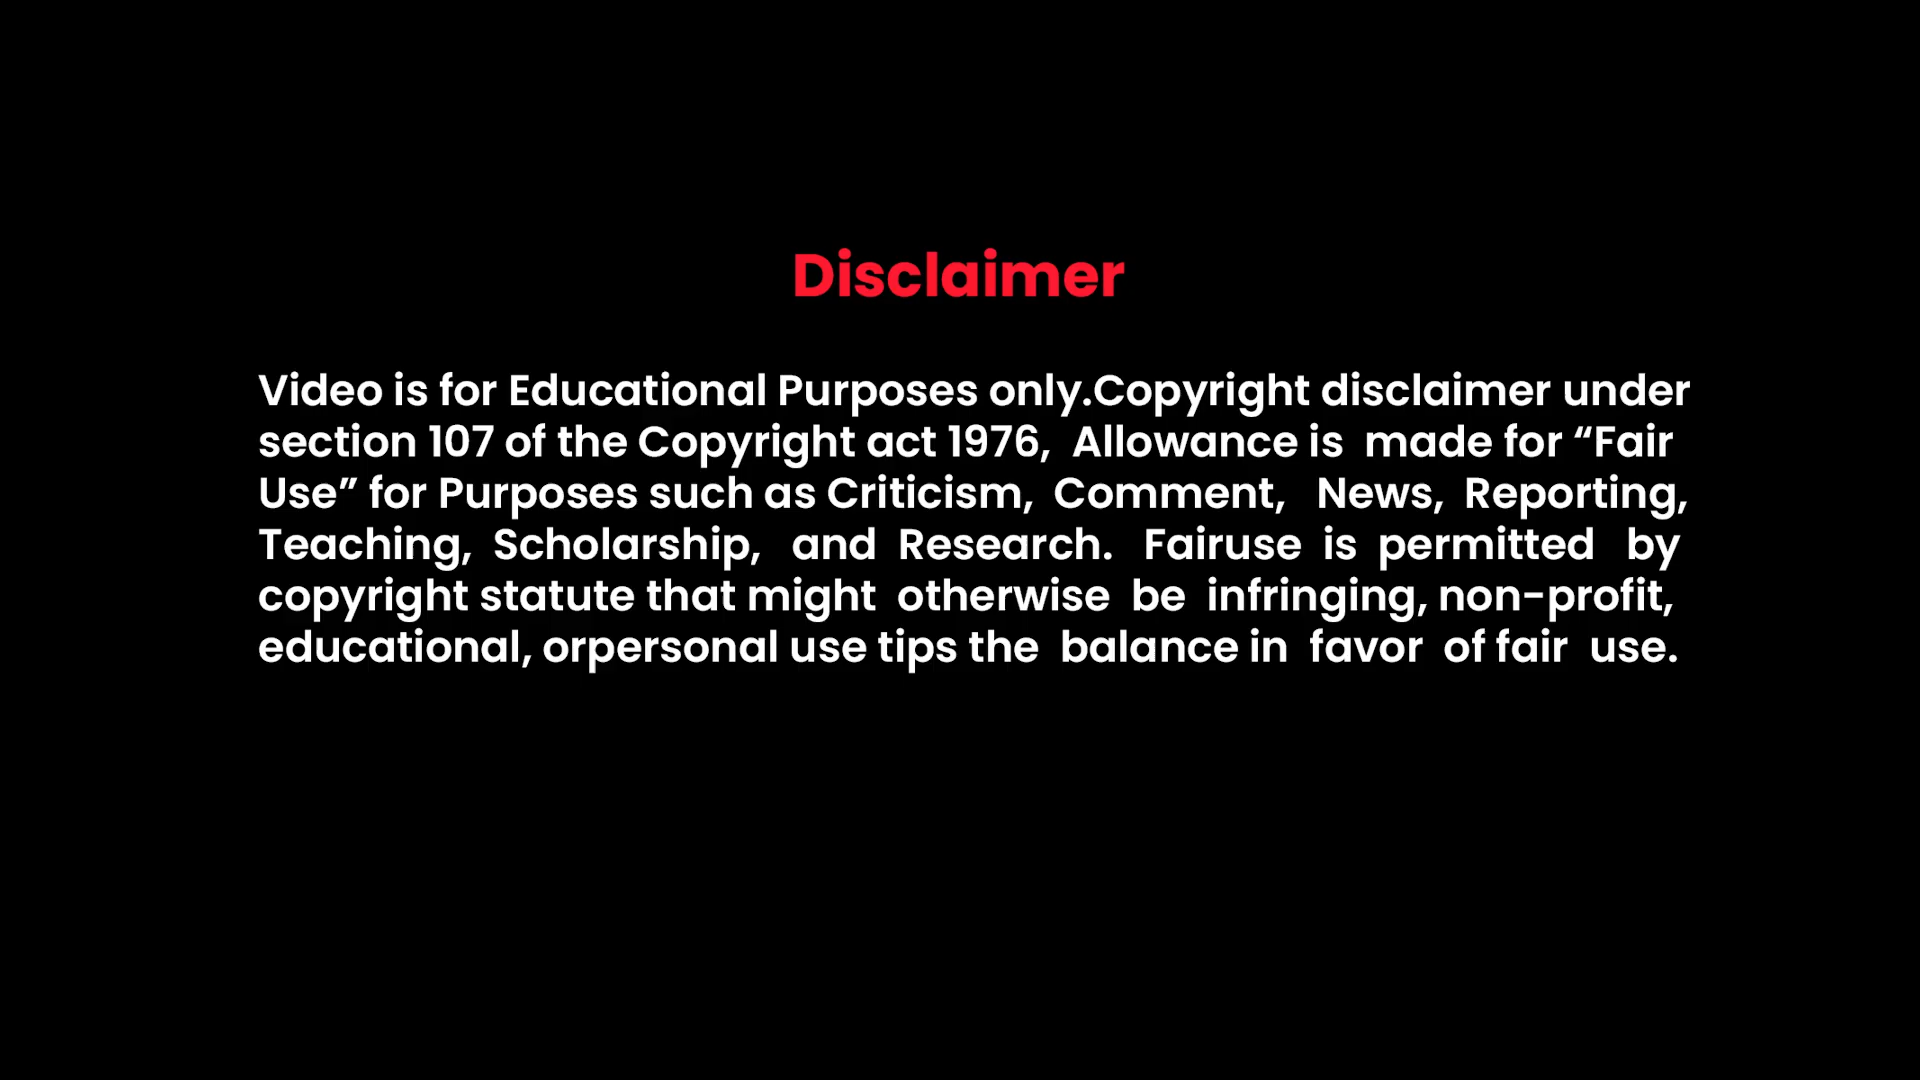 Disclaimer
Video is for Educational Purposes only.Copyright disclaimer under
section 107 of the Copyright act 1976, Allowance is made for “Fair
Use” for Purposes such as Criticism, Comment, News, Reporting,
Teaching, Scholarship, and Research. Fairuse is permitted by
copyright statute that might otherwise be infringing, non-profit,
educational, orpersonal use tips the balance in favor of fair use.